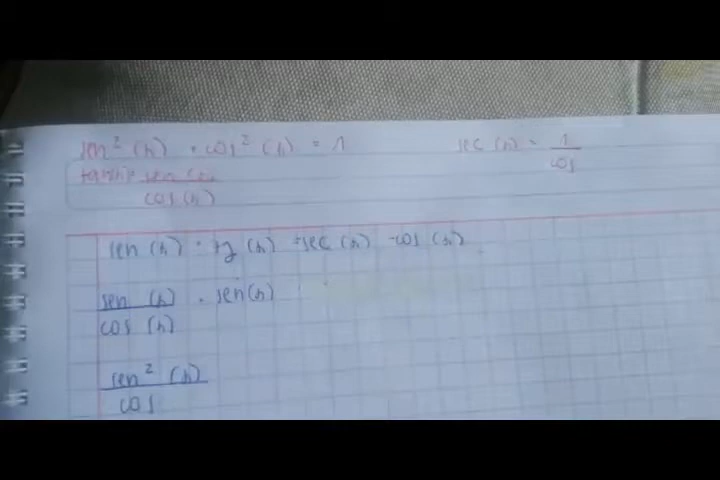 sen² (h) + cos² (h) = 1 sec (h) = 1/cos
tan(h) = sen (h)
cos (h)
sen (h) · tg (h) = sec (h) - cos (h)
sen (h) · sen (h)
cos (h)
sen² (h)
cos